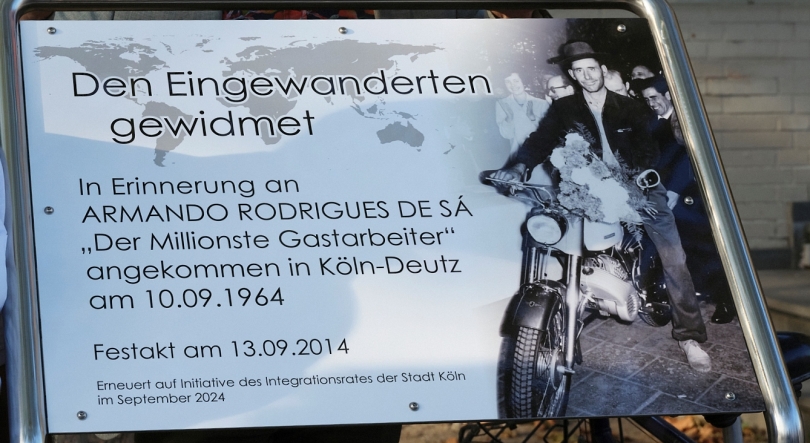 Den Eingewanderten
gewidmet
In Erinnerung an
ARMANDO RODRIGUES DE SÁ
„Der Millionste Gastarbeiter“
angekommen in Köln-Deutz
am 10.09.1964
Festakt am 13.09.2014
Erneuert auf Initiative des Integrationsrates der Stadt Köln
im September 2024